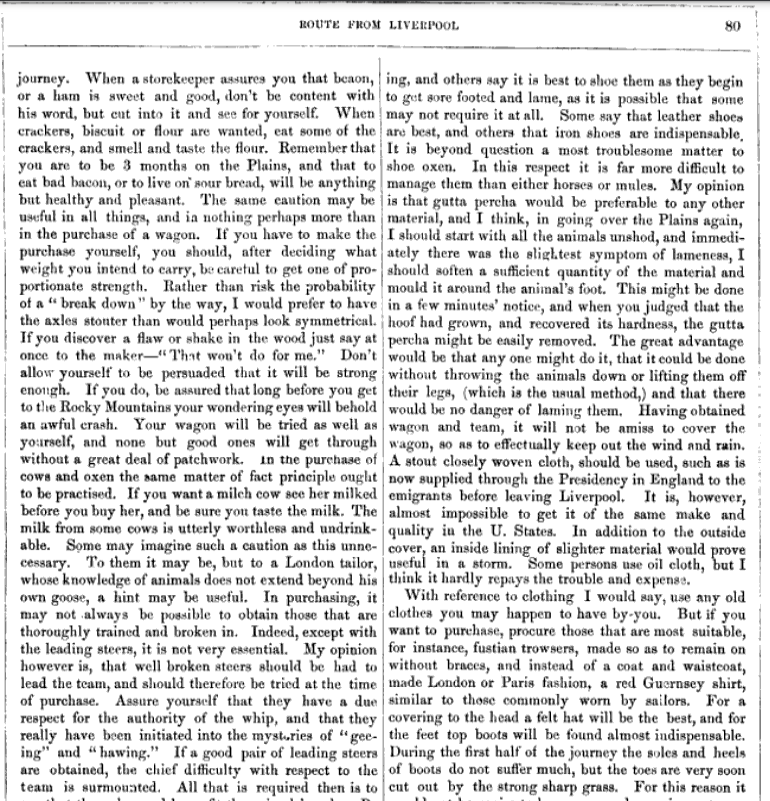 ROUTE FROM LIVERPOOL
80
journey. When a storekeeper assures you that bcaon,
or a ham is sweet and good, don't be content with
his word, but cut into it and see for yourself. When
crackers, biscuit or flour are wanted, eat some of the
crackers, and smell and taste the flour. Remember that
you are to be 3 months on the Plains, and that to
eat bad bacon, or to live on sour bread, will be anything
but healthy and pleasant. The same caution may be
useful in all things, and in nothing perhaps more than
in the purchase of a wagon. If you have to make the
purchase yourself, you should, after deciding what
weight you intend to carry, be careful to get one of pro-
portionate strength. Rather than risk the probability
of a "break down" by the way, I would prefer to have
the axles stouter than would perhaps look symmetrical.
If you discover a flaw or shake in the wood just say at
once to the maker—"That won't do for me." Don't
allow yourself to be persuaded that it will be strong
enough. If you do, be assured that long before you get
to the Rocky Mountains your wondering eyes will behold
an awful crash. Your wagon will be tried as well as
yourself, and none but good ones will get through
without a great deal of patchwork. In the purchase of
cows and oxen the same matter of fact principle ought
to be practised. If you want a milch cow see her milked
before you buy her, and be sure you taste the milk. The
milk from some cows is utterly worthless and undrink-
able. Some may imagine such a caution as this unne-
cessary. To them it may be, but to a London tailor,
whose knowledge of animals does not extend beyond his
own goose, a hint may be useful. In purchasing, it
may not always be possible to obtain those that are
thoroughly trained and broken in. Indeed, except with
the leading steers, it is not very essential. My opinion
however is, that well broken steers should be had to
lead the team, and should therefore be tried at the time
of purchase. Assure yourself that they have a due
respect for the authority of the whip, and that they
really have been initiated into the mysteries of "gee-
ing" and "hawing." If a good pair of leading steers
are obtained, the chief difficulty with respect to the
team is surmounted. All that is required then is to
ing, and others say it is best to shoe them as they begin
to get sore footed and lame, as it is possible that some
may not require it at all. Some say that leather shoes
are best, and others that iron shoes are indispensable.
It is beyond question a most troublesome matter to
shoe oxen. In this respect it is far more difficult to
manage them than either horses or mules. My opinion
is that gutta percha would be preferable to any other
material, and I think, in going over the Plains again,
I should start with all the animals unshod, and immedi-
ately there was the slightest symptom of lameness, I
should soften a sufficient quantity of the material and
mould it around the animal's foot. This might be done
in a few minutes' notice, and when you judged that the
hoof had grown, and recovered its hardness, the gutta
percha might be easily removed. The great advantage
would be that any one might do it, that it could be done
without throwing the animals down or lifting them off
their legs, (which is the usual method,) and that there
would be no danger of laming them. Having obtained
wagon and team, it will not be amiss to cover the
wagon, so as to effectually keep out the wind and rain.
A stout closely woven cloth, should be used, such as is
now supplied through the Presidency in England to the
emigrants before leaving Liverpool. It is, however,
almost impossible to get it of the same make and
quality in the U. States. In addition to the outside
cover, an inside lining of slighter material would prove
useful in a storm. Some persons use oil cloth, but I
think it hardly repays the trouble and expense.
With reference to clothing I would say, use any old
clothes you may happen to have by-you. But if you
want to purchase, procure those that are most suitable,
for instance, fustian trowsers, made so as to remain on
without braces, and instead of a coat and waistcoat,
made London or Paris fashion, a red Guernsey shirt,
similar to those commonly worn by sailors. For a
covering to the head a felt hat will be the best, and for
the feet top boots will be found almost indispensable.
During the first half of the journey the soles and heels
of boots do not suffer much, but the toes are very soon
cut out by the strong sharp grass. For this reason it